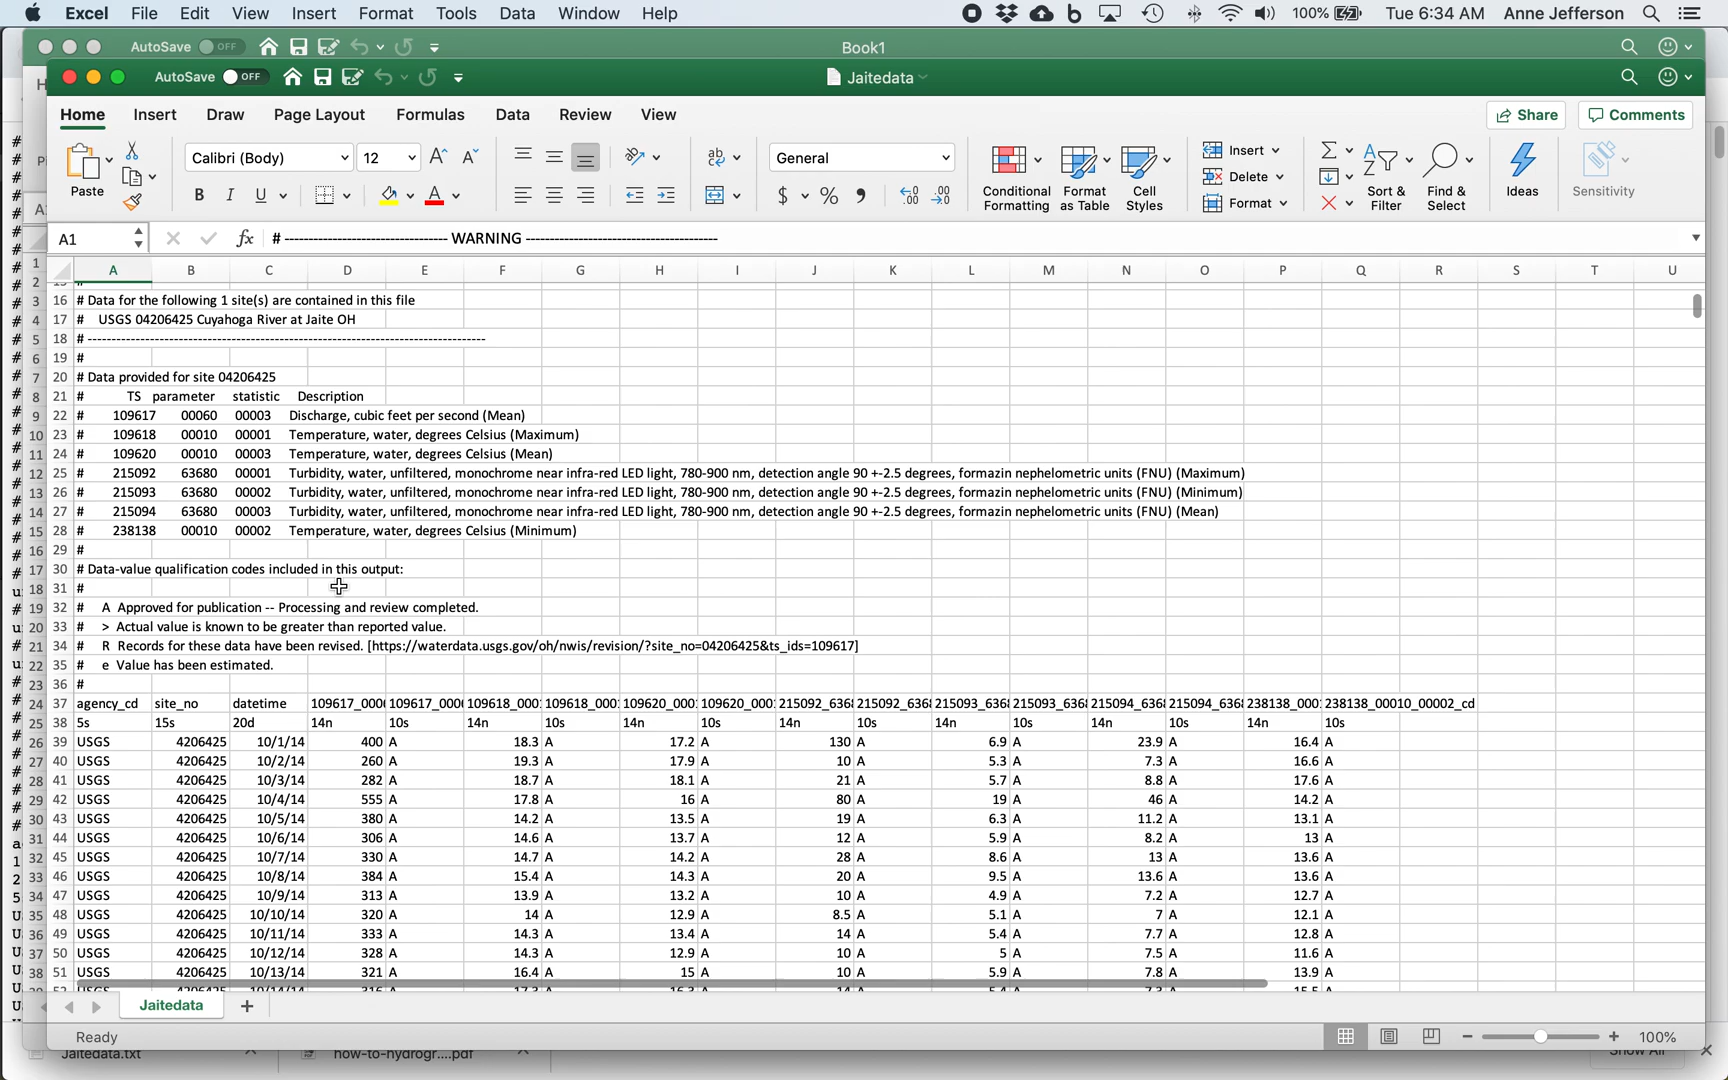 Excel File Edit View Insert Format Tools Data Window Help 100% Tue 6:34 AM Anne Jefferson
AutoSave OFF Book1
AutoSave OFF Jaitedata
Home Insert Draw Page Layout Formulas Data Review View Share Comments
Paste Calibri (Body) 12 General Conditional Formatting Format as Table Cell Styles Insert Delete Format Sort & Filter Find & Select Ideas Sensitivity
A1 fx # ---------------------------------- WARNING ----------------------------------------
A B C D E F G H I J K L M N O P Q R S T U
16 # Data for the following 1 site(s) are contained in this file
17 # USGS 04206425 Cuyahoga River at Jaite OH
18 # -----------------------------------------------------------------------------------
19 #
20 # Data provided for site 04206425
21 # TS parameter statistic Description
22 # 109617 00060 00003 Discharge, cubic feet per second (Mean)
23 # 109618 00010 00001 Temperature, water, degrees Celsius (Maximum)
24 # 109620 00010 00003 Temperature, water, degrees Celsius (Mean)
25 # 215092 63680 00001 Turbidity, water, unfiltered, monochrome near infra-red LED light, 780-900 nm, detection angle 90 +-2.5 degrees, formazin nephelometric units (FNU) (Maximum)
26 # 215093 63680 00002 Turbidity, water, unfiltered, monochrome near infra-red LED light, 780-900 nm, detection angle 90 +-2.5 degrees, formazin nephelometric units (FNU) (Minimum)
27 # 215094 63680 00003 Turbidity, water, unfiltered, monochrome near infra-red LED light, 780-900 nm, detection angle 90 +-2.5 degrees, formazin nephelometric units (FNU) (Mean)
28 # 238138 00010 00002 Temperature, water, degrees Celsius (Minimum)
29 #
30 # Data-value qualification codes included in this output:
31 #
32 # A Approved for publication -- Processing and review completed.
33 # > Actual value is known to be greater than reported value.
34 # R Records for these data have been revised. [https://waterdata.usgs.gov/oh/nwis/revision/?site_no=04206425&ts_ids=109617]
35 # e Value has been estimated.
36 #
37 agency_cd site_no datetime 109617_000 109617_000 109618_000 109618_000 109620_000 109620_000 215092_636 215092_636 215093_636 215093_636 215094_636 215094_636 238138_000 238138_00010_00002_cd
38 5s 15s 20d 14n 10s 14n 10s 14n 10s 14n 10s 14n 10s 14n 10s 14n 10s
39 USGS 4206425 10/1/14 400 A 18.3 A 17.2 A 130 A 6.9 A 23.9 A 16.4 A
40 USGS 4206425 10/2/14 260 A 19.3 A 17.9 A 10 A 5.3 A 7.3 A 16.6 A
41 USGS 4206425 10/3/14 282 A 18.7 A 18.1 A 21 A 5.7 A 8.8 A 17.6 A
42 USGS 4206425 10/4/14 555 A 17.8 A 16 A 80 A 19 A 46 A 14.2 A
43 USGS 4206425 10/5/14 380 A 14.2 A 13.5 A 19 A 6.3 A 11.2 A 13.1 A
44 USGS 4206425 10/6/14 306 A 14.6 A 13.7 A 12 A 5.9 A 8.2 A 13 A
45 USGS 4206425 10/7/14 330 A 14.7 A 14.2 A 28 A 8.6 A 13 A 13.6 A
46 USGS 4206425 10/8/14 384 A 15.4 A 14.3 A 20 A 9.5 A 13.6 A 13.6 A
47 USGS 4206425 10/9/14 313 A 13.9 A 13.2 A 10 A 4.9 A 7.2 A 12.7 A
48 USGS 4206425 10/10/14 320 A 14 A 12.9 A 8.5 A 5.1 A 7 A 12.1 A
49 USGS 4206425 10/11/14 333 A 14.3 A 13.4 A 14 A 5.4 A 7.7 A 12.8 A
50 USGS 4206425 10/12/14 328 A 14.3 A 12.9 A 10 A 5 A 7.5 A 11.6 A
51 USGS 4206425 10/13/14 321 A 16.4 A 15 A 10 A 5.9 A 7.8 A 13.9 A
Jaitedata
Ready 100%
Jaitedata.txt how-to-hydrogr....pdf Show All